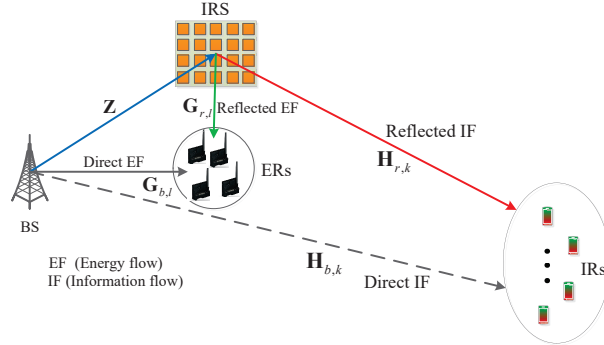 IRS
Z
G_{r,l} Reflected EF
Reflected IF
H_{r,k}
Direct EF
ERs
G_{b,l}
BS
H_{b,k}
EF (Energy flow)
IF (Information flow)
Direct IF
IRs